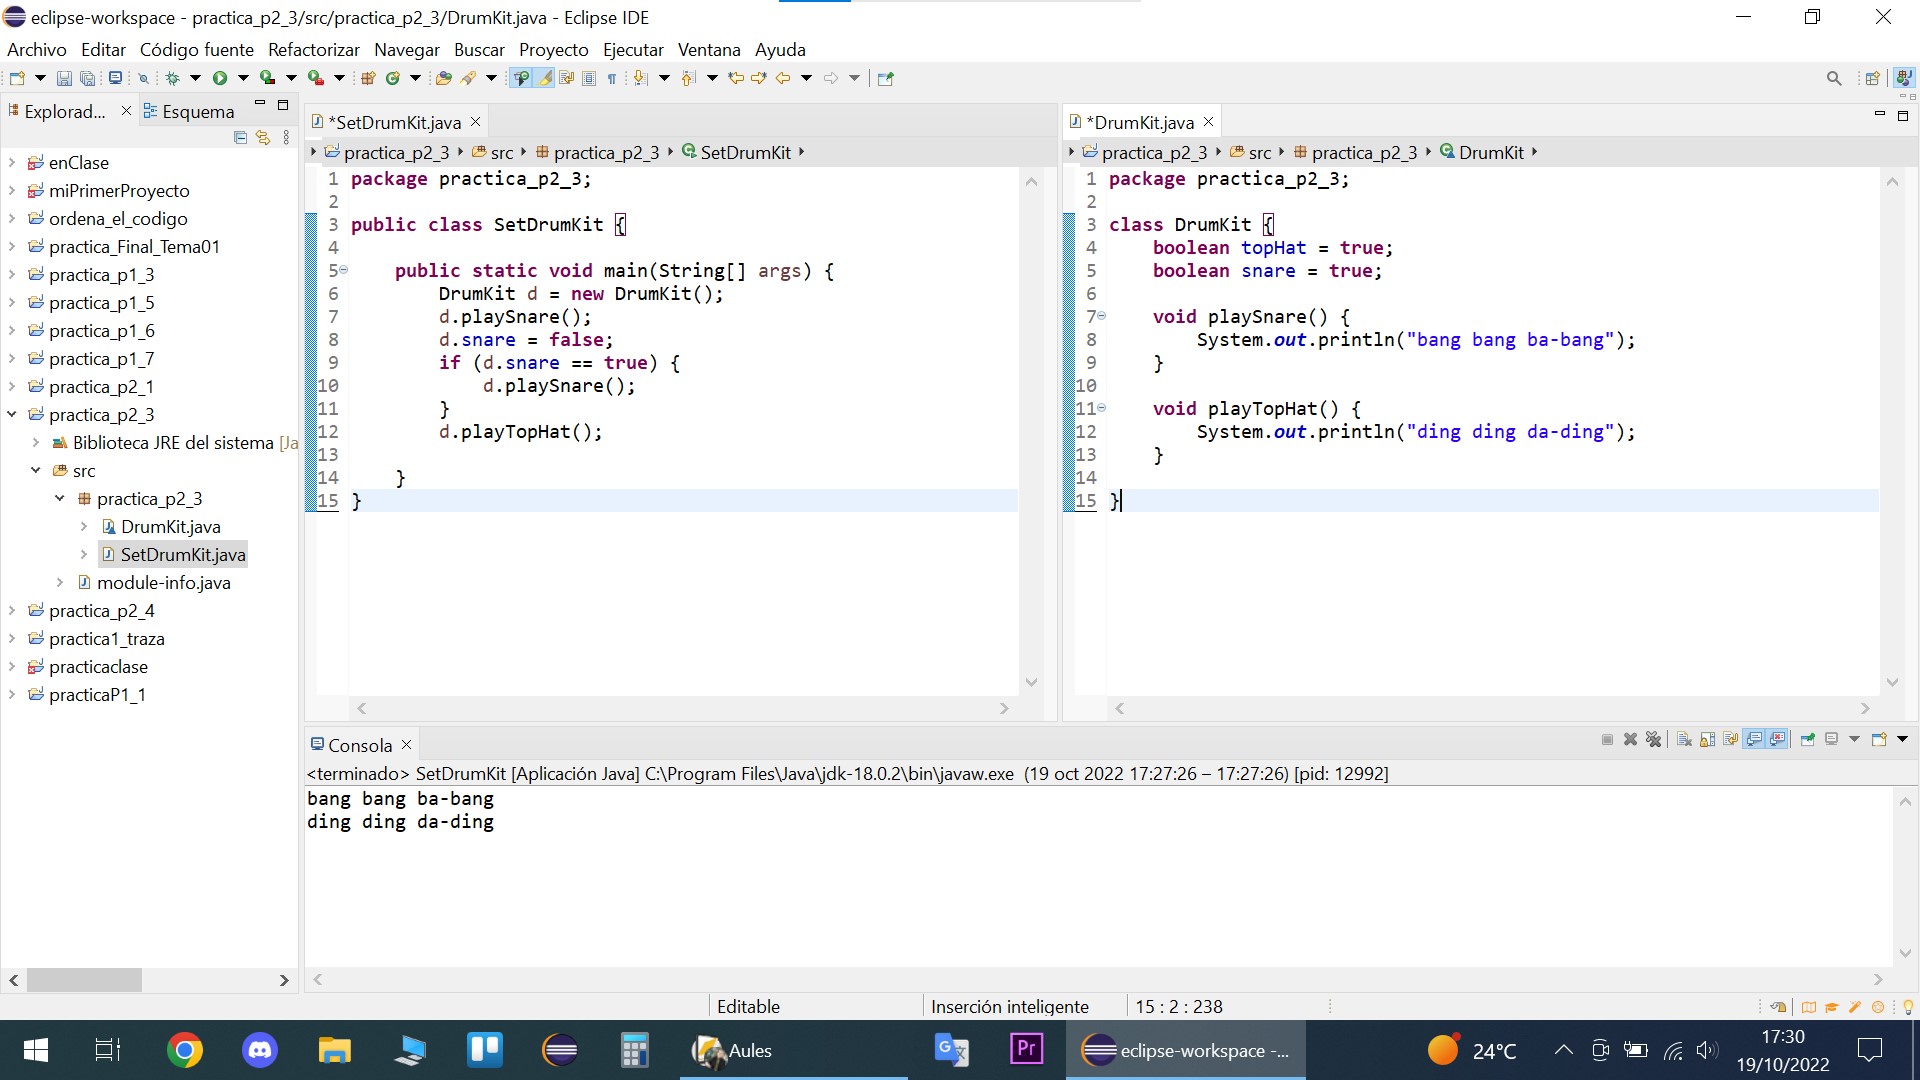 eclipse-workspace - practica_p2_3/src/practica_p2_3/DrumKit.java - Eclipse IDE
Archivo Editar Código fuente Refactorizar Navegar Buscar Proyecto Ejecutar Ventana Ayuda
Explorad...
Esquema
enClase
miPrimerProyecto
ordena_el_codigo
practica_Final_Tema01
practica_p1_3
practica_p1_5
practica_p1_6
practica_p1_7
practica_p2_1
practica_p2_3
Biblioteca JRE del sistema [Ja
src
practica_p2_3
DrumKit.java
SetDrumKit.java
module-info.java
practica_p2_4
practica1_traza
practicaclase
practicaP1_1
*SetDrumKit.java
practica_p2_3 src practica_p2_3 SetDrumKit
1 package practica_p2_3;
2
3 public class SetDrumKit {
4
5     public static void main(String[] args) {
6         DrumKit d = new DrumKit();
7         d.playSnare();
8         d.snare = false;
9         if (d.snare == true) {
10             d.playSnare();
11         }
12         d.playTopHat();
13
14     }
15 }
*DrumKit.java
practica_p2_3 src practica_p2_3 DrumKit
1 package practica_p2_3;
2
3 class DrumKit {
4     boolean topHat = true;
5     boolean snare = true;
6
7     void playSnare() {
8         System.out.println("bang bang ba-bang");
9     }
10
11     void playTopHat() {
12         System.out.println("ding ding da-ding");
13     }
14
15 }
Consola
<terminado> SetDrumKit [Aplicación Java] C:\Program Files\Java\jdk-18.0.2\bin\javaw.exe (19 oct 2022 17:27:26 – 17:27:26) [pid: 12992]
bang bang ba-bang
ding ding da-ding
Editable
Inserción inteligente
15 : 2 : 238
Aules
Pr
eclipse-workspace -...
24°C
17:30
19/10/2022